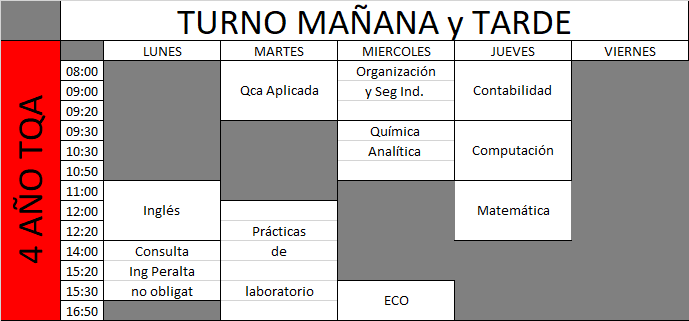 TURNO MAÑANA y TARDE
LUNES MARTES MIERCOLES JUEVES VIERNES
4 AÑO TQA
08:00 Organización
09:00 Qca Aplicada y Seg Ind. Contabilidad
09:20
09:30 Química
10:30 Analítica Computación
10:50
11:00
12:00 Inglés Matemática
12:20 Prácticas
14:00 Consulta de
15:20 Ing Peralta
15:30 no obligat laboratorio ECO
16:50